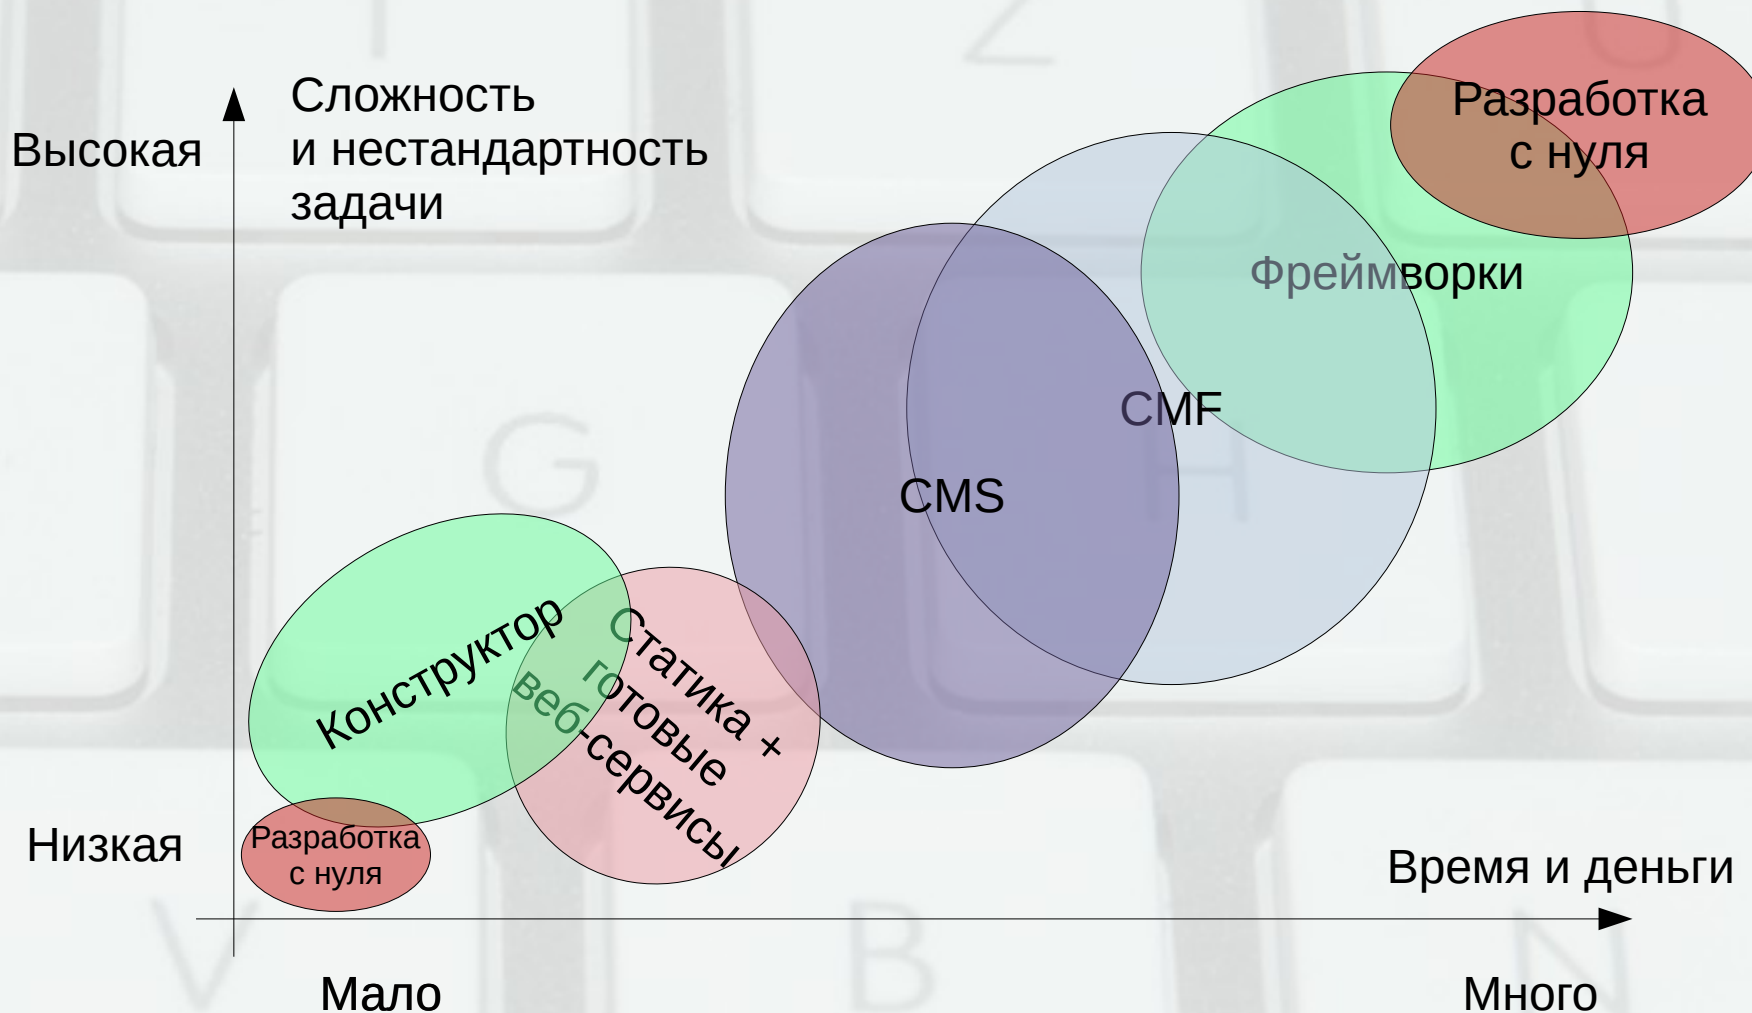 Сложность
и нестандартность
задачи
Высокая
Разработка
с нуля
Фреймворки
CMF
CMS
Конструктор
Статика +
готовые
веб-сервисы
Разработка
с нуля
Низкая
Время и деньги
Мало
Много
G
H
V
B
N
Z
U